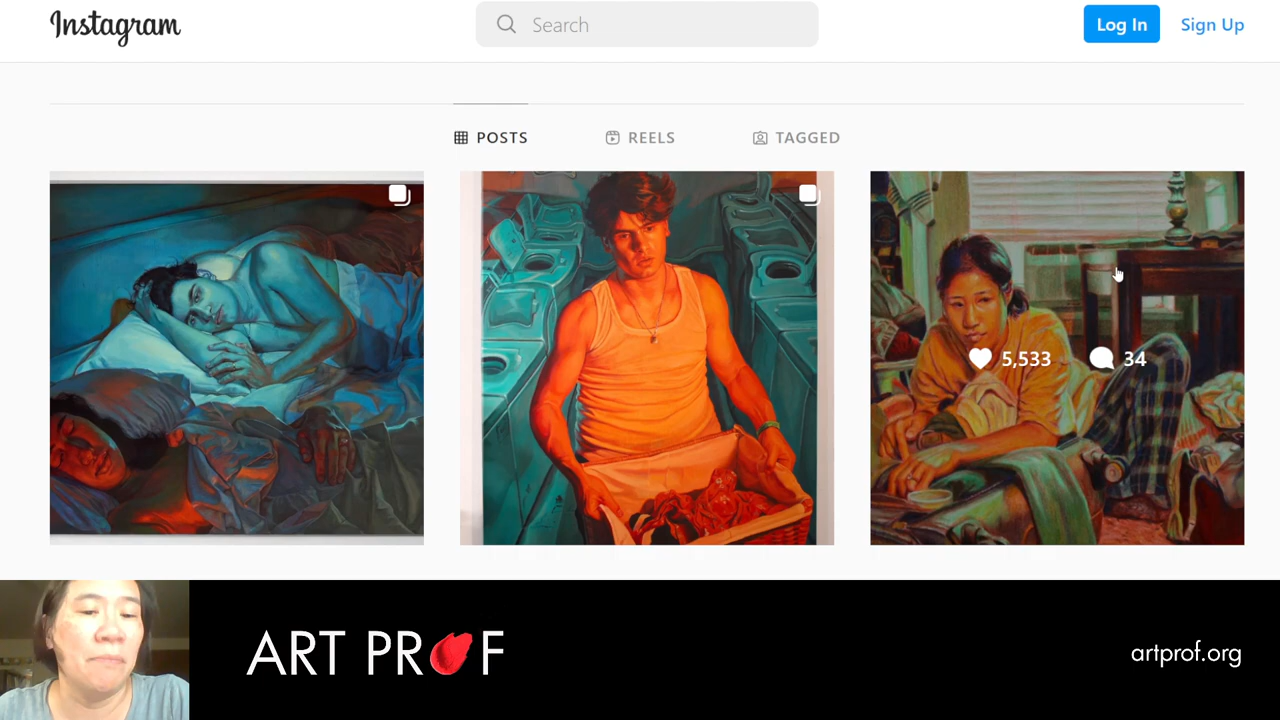 Instagram
Search
Log In
Sign Up
POSTS
REELS
TAGGED
5,533
34
ART PROF
artprof.org